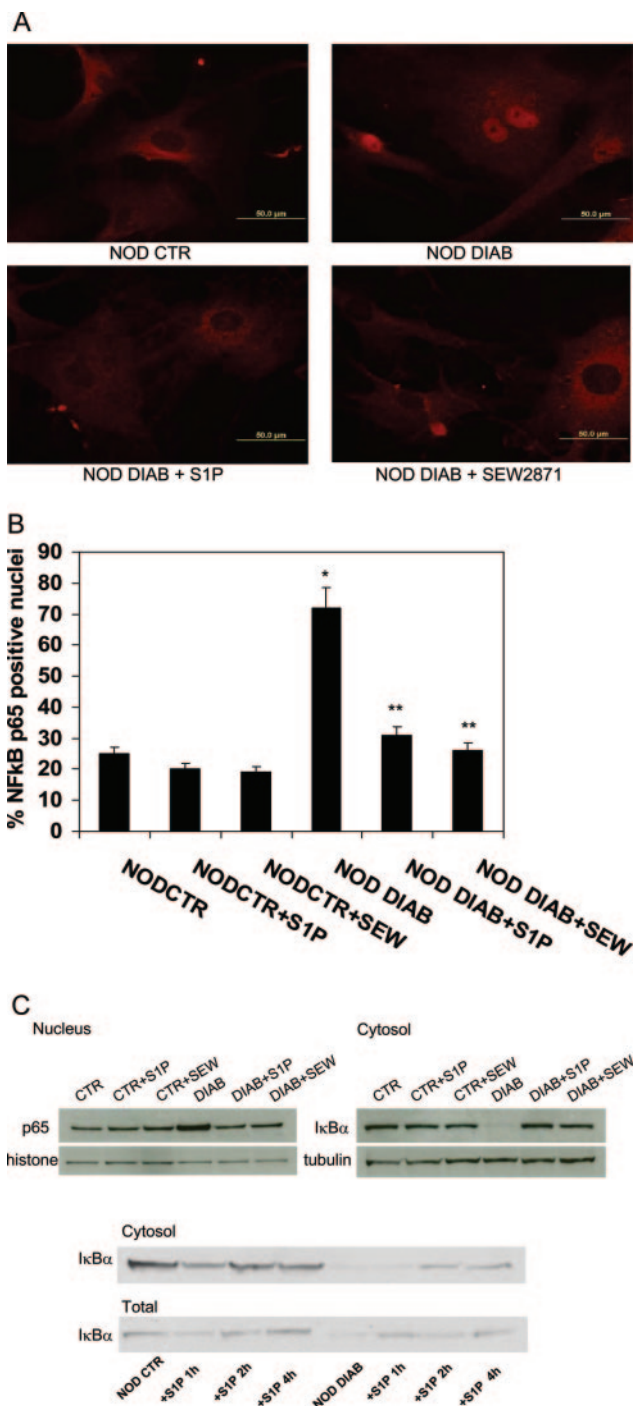 A
50.0 µm
50.0 µm
NOD CTR
NOD DIAB
50.0 µm
50.0 µm
NOD DIAB + S1P
NOD DIAB + SEW2871
B
% NFkB p65 positive nuclei
90
80
70
60
50
40
30
20
10
0
*
**
**
NODCTR
NODCTR+S1P
NODCTR+SEW
NOD DIAB
NOD DIAB+S1P
NOD DIAB+SEW
C
Nucleus
Cytosol
CTR
CTR+S1P
CTR+SEW
DIAB
DIAB+S1P
DIAB+SEW
CTR
CTR+S1P
CTR+SEW
DIAB
DIAB+S1P
DIAB+SEW
p65
IκBα
histone
tubulin
Cytosol
IκBα
Total
IκBα
NOD CTR
+S1P 1h
+S1P 2h
+S1P 4h
NOD DIAB
+S1P 1h
+S1P 2h
+S1P 4h